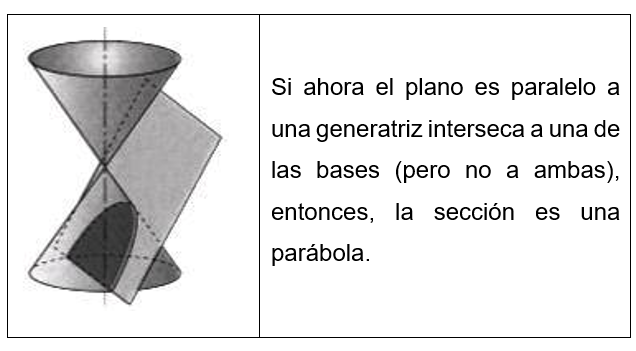 Si ahora el plano es paralelo a
una generatriz interseca a una de
las bases (pero no a ambas),
entonces, la sección es una
parábola.